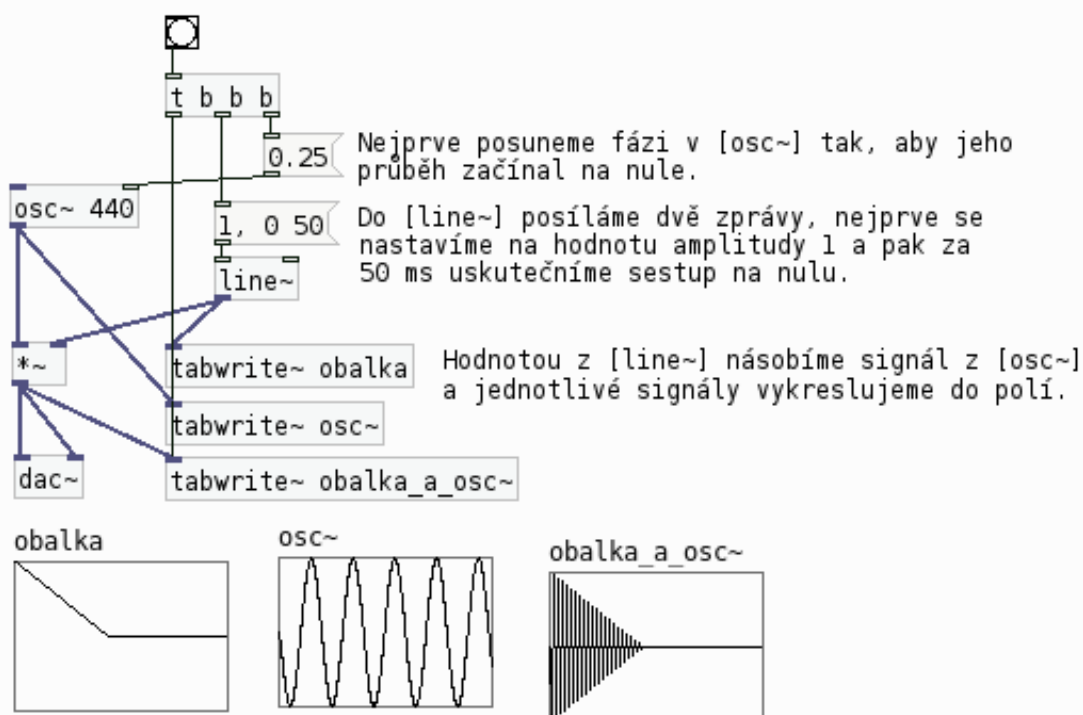 t b b b
0.25
Nejprve posuneme fázi v [osc~] tak, aby jeho
průběh začínal na nule.
osc~ 440
1, 0 50
Do [line~] posíláme dvě zprávy, nejprve se
nastavíme na hodnotu amplitudy 1 a pak za
50 ms uskutečníme sestup na nulu.
line~
*~
tabwrite~ obalka
Hodnotou z [line~] násobíme signál z [osc~]
a jednotlivé signály vykreslujeme do polí.
tabwrite~ osc~
dac~
tabwrite~ obalka_a_osc~
obalka
osc~
obalka_a_osc~